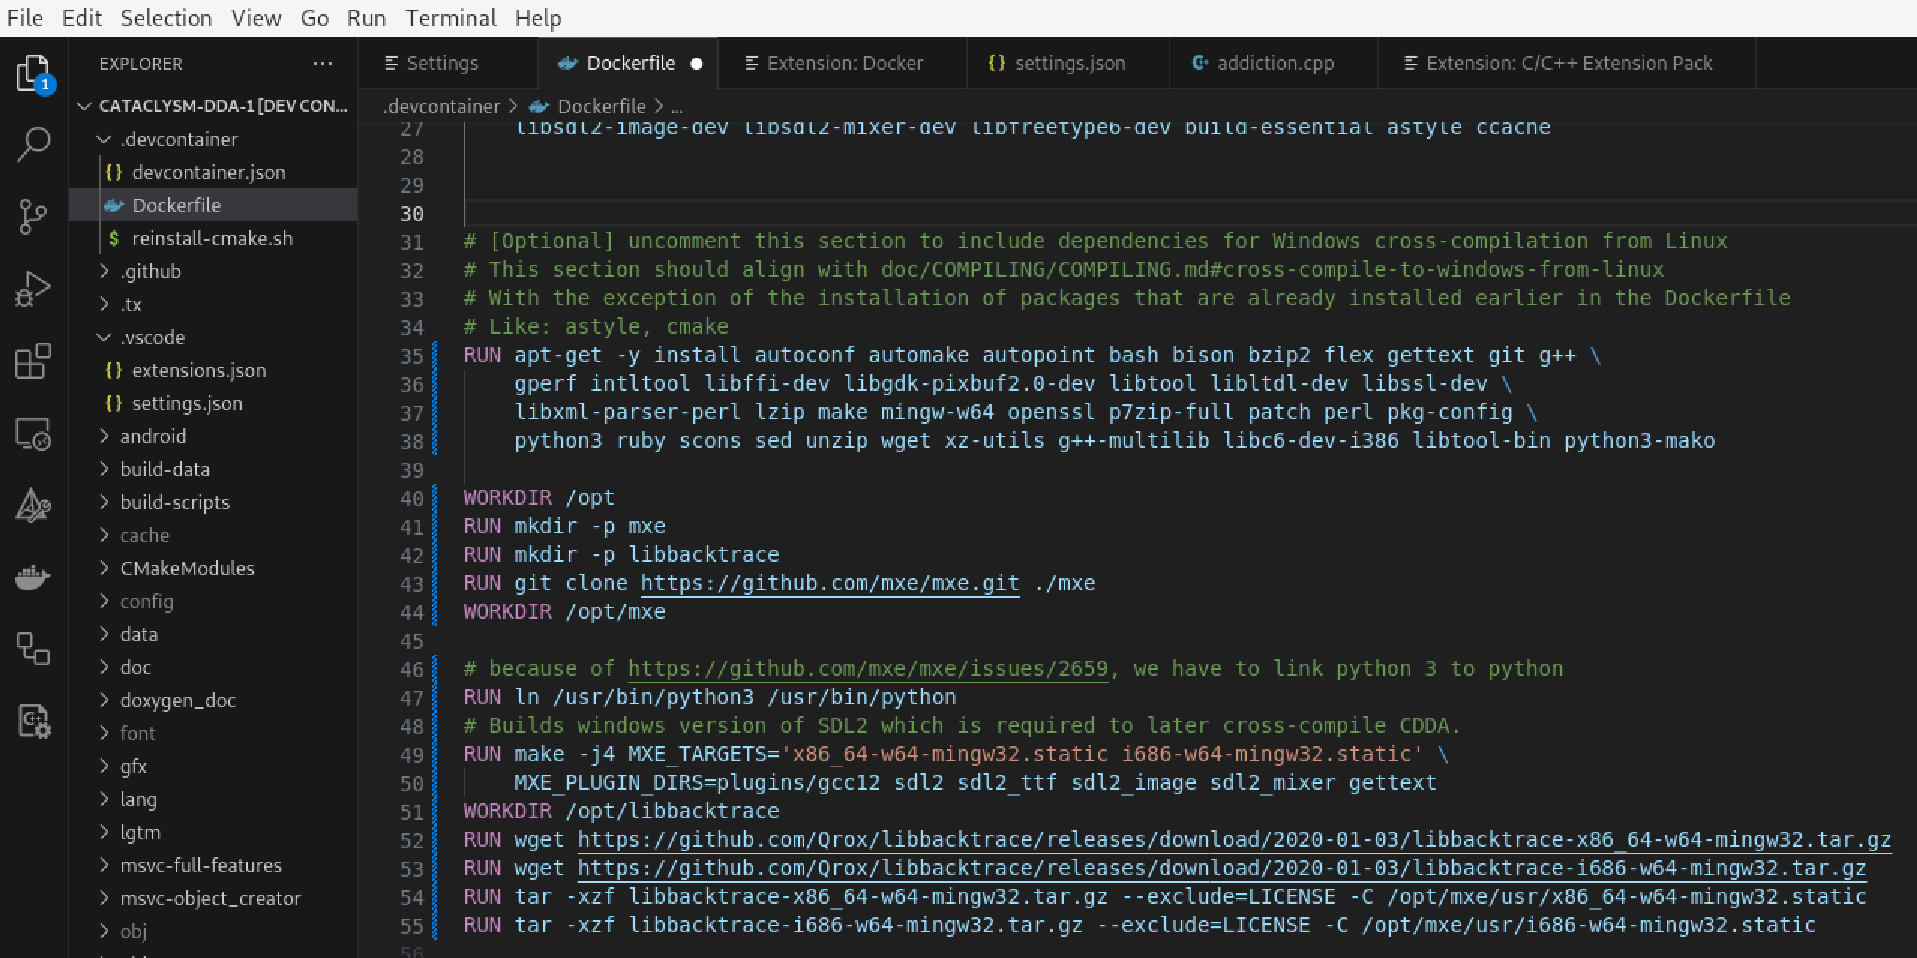 File Edit Selection View Go Run Terminal Help
EXPLORER ...
Settings
Dockerfile
Extension: Docker
settings.json
addiction.cpp
Extension: C/C++ Extension Pack
1
CATACLYSM-DDA-1 [DEV CON...
.devcontainer
devcontainer.json
Dockerfile
reinstall-cmake.sh
.github
.tx
.vscode
extensions.json
settings.json
android
build-data
build-scripts
cache
CMakeModules
config
data
doc
doxygen_doc
font
gfx
lang
lgtm
msvc-full-features
msvc-object_creator
obj
.devcontainer > Dockerfile > ...
27 libsdl2-image-dev libsdl2-mixer-dev libfreetype6-dev build-essential astyle ccache
28
29
30
31 # [Optional] uncomment this section to include dependencies for Windows cross-compilation from Linux
32 # This section should align with doc/COMPILING/COMPILING.md#cross-compile-to-windows-from-linux
33 # With the exception of the installation of packages that are already installed earlier in the Dockerfile
34 # Like: astyle, cmake
35 RUN apt-get -y install autoconf automake autopoint bash bison bzip2 flex gettext git g++ \
36 gperf intltool libffi-dev libgdk-pixbuf2.0-dev libtool libltdl-dev libssl-dev \
37 libxml-parser-perl lzip make mingw-w64 openssl p7zip-full patch perl pkg-config \
38 python3 ruby scons sed unzip wget xz-utils g++-multilib libc6-dev-i386 libtool-bin python3-mako
39
40 WORKDIR /opt
41 RUN mkdir -p mxe
42 RUN mkdir -p libbacktrace
43 RUN git clone https://github.com/mxe/mxe.git ./mxe
44 WORKDIR /opt/mxe
45
46 # because of https://github.com/mxe/mxe/issues/2659, we have to link python 3 to python
47 RUN ln /usr/bin/python3 /usr/bin/python
48 # Builds windows version of SDL2 which is required to later cross-compile CDDA.
49 RUN make -j4 MXE_TARGETS='x86_64-w64-mingw32.static i686-w64-mingw32.static' \
50 MXE_PLUGIN_DIRS=plugins/gcc12 sdl2 sdl2_ttf sdl2_image sdl2_mixer gettext
51 WORKDIR /opt/libbacktrace
52 RUN wget https://github.com/Qrox/libbacktrace/releases/download/2020-01-03/libbacktrace-x86_64-w64-mingw32.tar.gz
53 RUN wget https://github.com/Qrox/libbacktrace/releases/download/2020-01-03/libbacktrace-i686-w64-mingw32.tar.gz
54 RUN tar -xzf libbacktrace-x86_64-w64-mingw32.tar.gz --exclude=LICENSE -C /opt/mxe/usr/x86_64-w64-mingw32.static
55 RUN tar -xzf libbacktrace-i686-w64-mingw32.tar.gz --exclude=LICENSE -C /opt/mxe/usr/i686-w64-mingw32.static
56